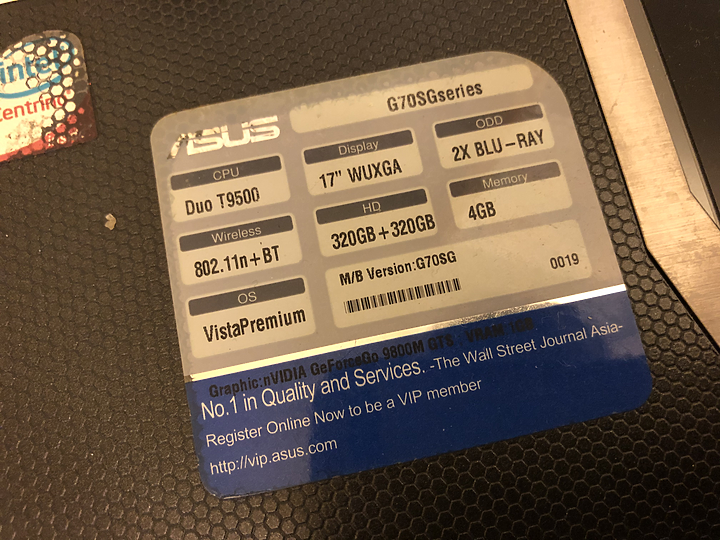 intel
Centrino
ASUS
G70SGseries
CPU
Duo T9500
Display
17" WUXGA
ODD
2X BLU-RAY
Wireless
802.11n+BT
HD
320GB+320GB
Memory
4GB
OS
VistaPremium
M/B Version:G70SG
0019
Graphic:nVIDIA GeForceGo 9800M GTS VRAM:1GB
No.1 in Quality and Services. -The Wall Street Journal Asia-
Register Online Now to be a VIP member
http://vip.asus.com